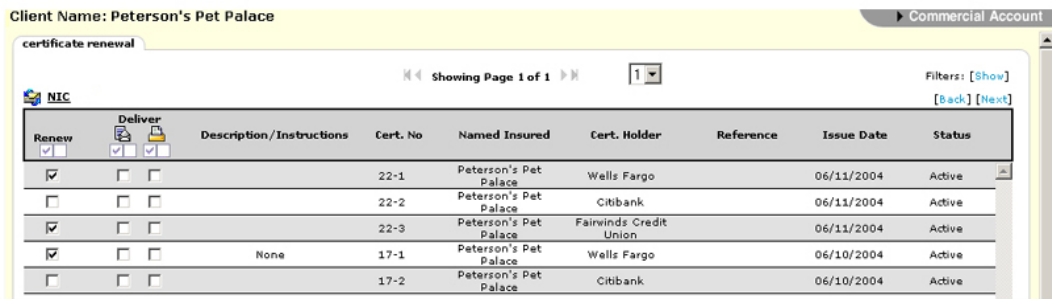 Client Name: Peterson's Pet Palace
Commercial Account
certificate renewal
Showing Page 1 of 1
1
Filters: [Show]
NIC
[Back] [Next]
Renew Deliver Description/Instructions Cert. No Named Insured Cert. Holder Reference Issue Date Status
22-1 Peterson's Pet Palace Wells Fargo 06/11/2004 Active
22-2 Peterson's Pet Palace Citibank 06/11/2004 Active
22-3 Peterson's Pet Palace Fairwinds Credit Union 06/11/2004 Active
None 17-1 Peterson's Pet Palace Wells Fargo 06/10/2004 Active
17-2 Peterson's Pet Palace Citibank 06/10/2004 Active